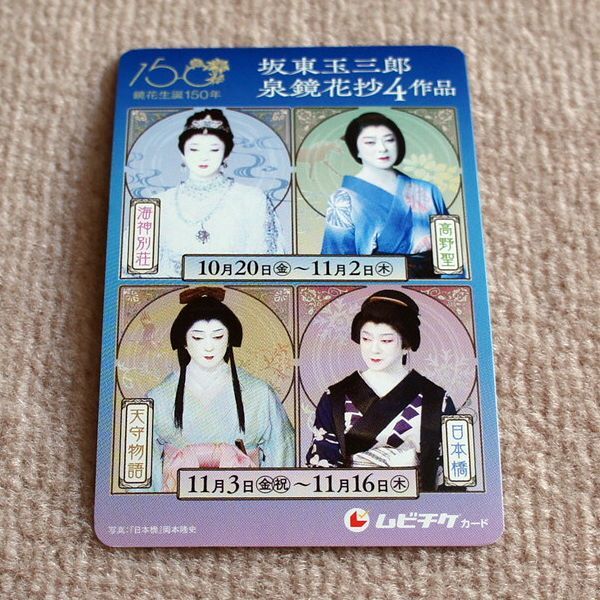 150
鏡花生誕150年
坂東玉三郎
泉鏡花抄4作品
海神別荘
高野聖
10月20日㊎〜11月2日㊍
天守物語
日本橋
11月3日㊎㊗〜11月16日㊍
写真:「日本橋」岡本隆史
ムビチケカード